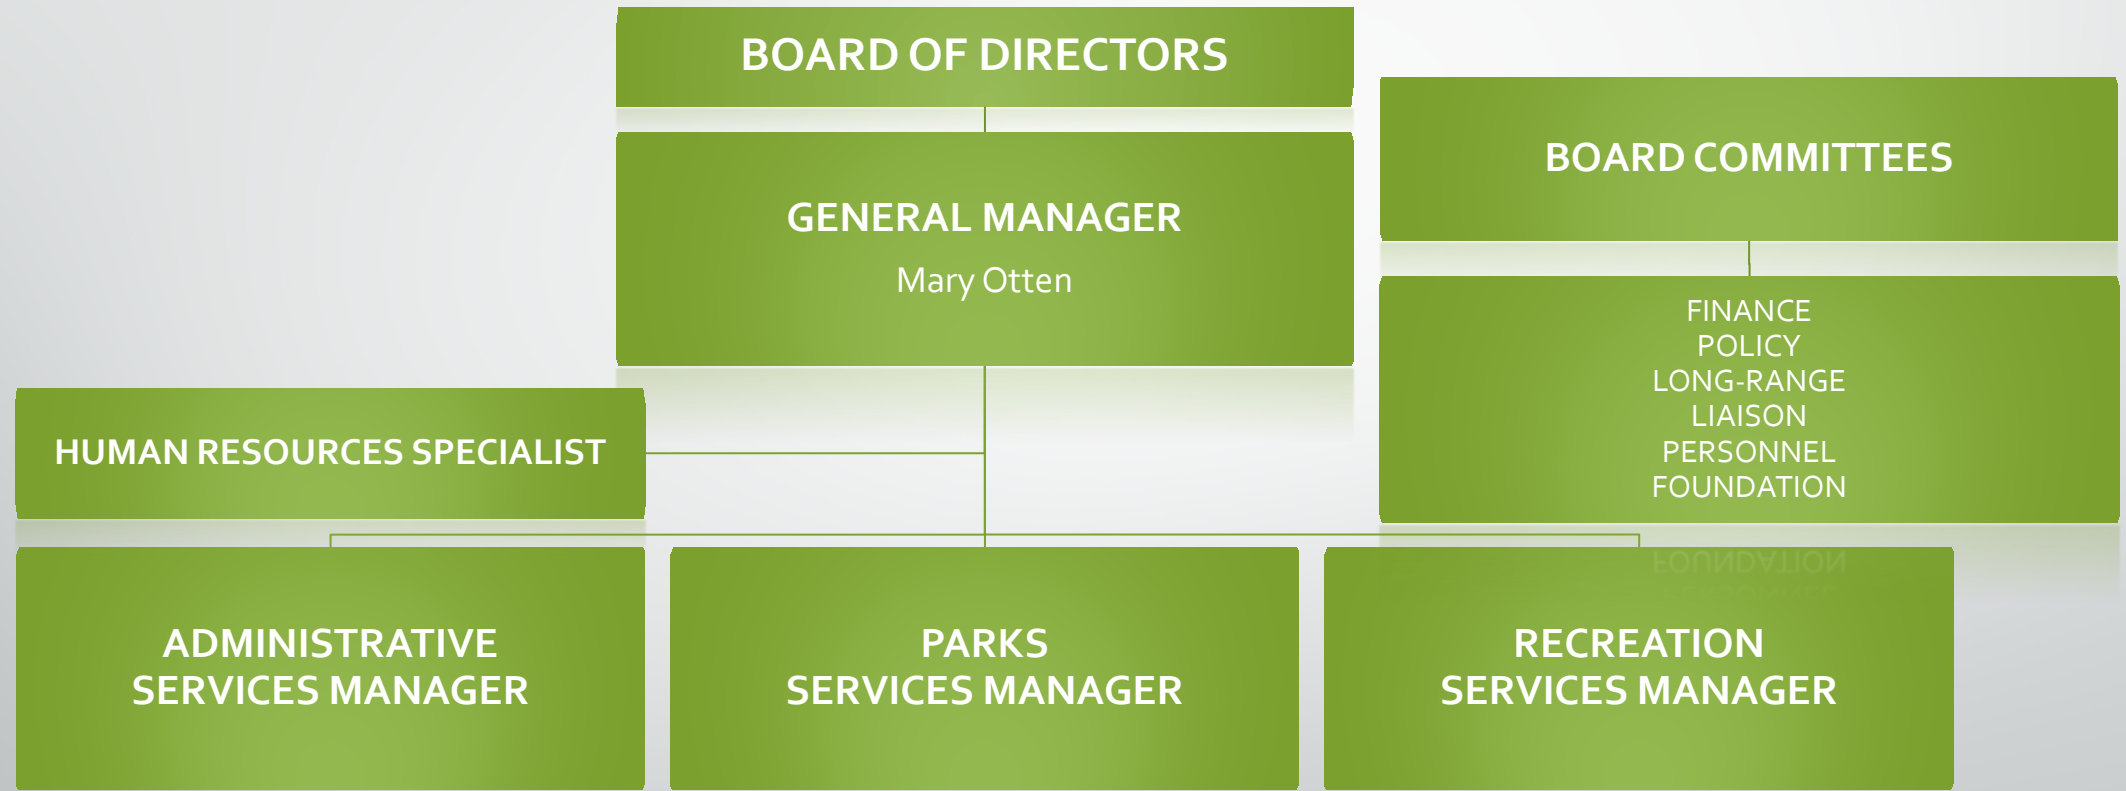 BOARD OF DIRECTORS
GENERAL MANAGER
Mary Otten
BOARD COMMITTEES
FINANCE
POLICY
LONG-RANGE
LIAISON
PERSONNEL
FOUNDATION
HUMAN RESOURCES SPECIALIST
ADMINISTRATIVE
SERVICES MANAGER
PARKS
SERVICES MANAGER
RECREATION
SERVICES MANAGER